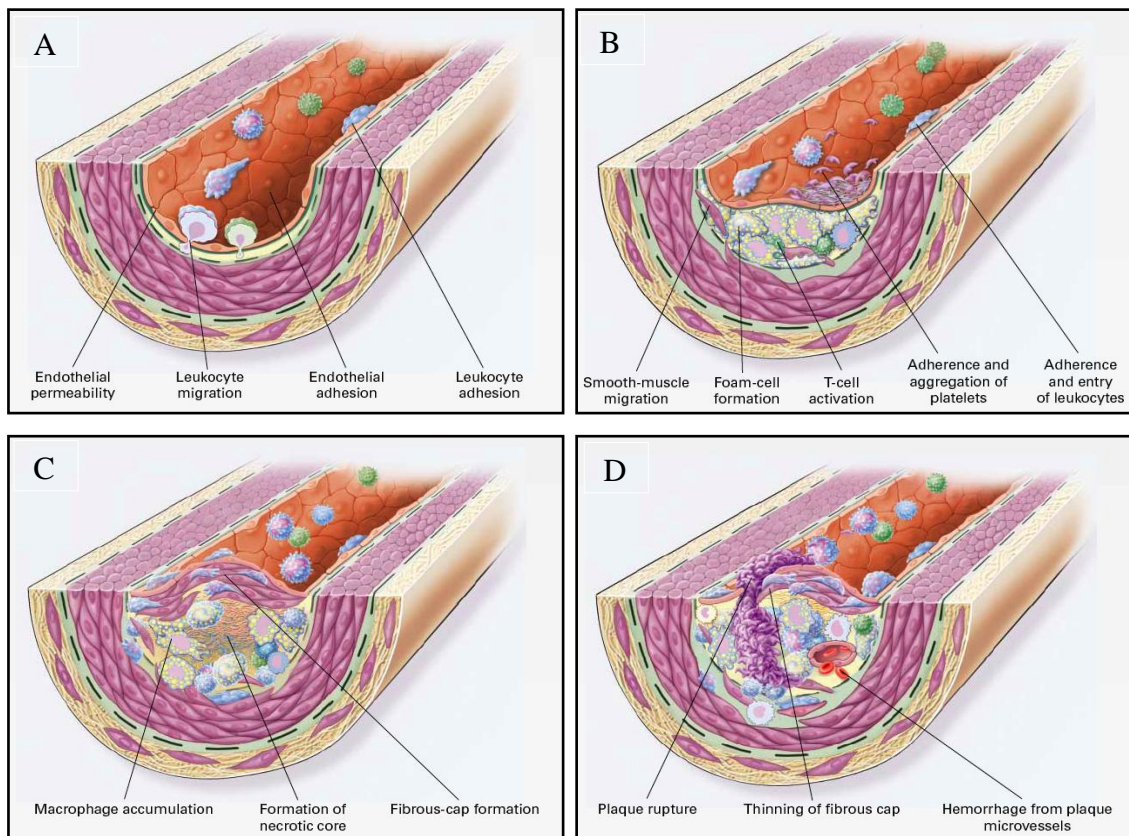 A
Endothelial
permeability
Leukocyte
migration
Endothelial
adhesion
Leukocyte
adhesion
B
Smooth-muscle
migration
Foam-cell
formation
T-cell
activation
Adherence and
aggregation of
platelets
Adherence
and entry
of leukocytes
C
Macrophage accumulation
Formation of
necrotic core
Fibrous-cap formation
D
Plaque rupture
Thinning of fibrous cap
Hemorrhage from plaque
microvessels